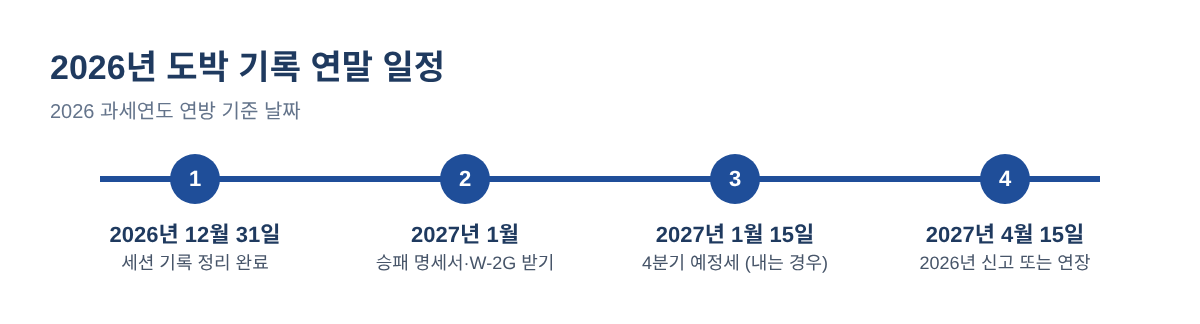 2026년 도박 기록 연말 일정
2026 과세연도 연방 기준 날짜
1
2
3
4
2026년 12월 31일
2027년 1월
2027년 1월 15일
2027년 4월 15일
세션 기록 정리 완료
승패 명세서·W-2G 받기
4분기 예정세 (내는 경우)
2026년 신고 또는 연장